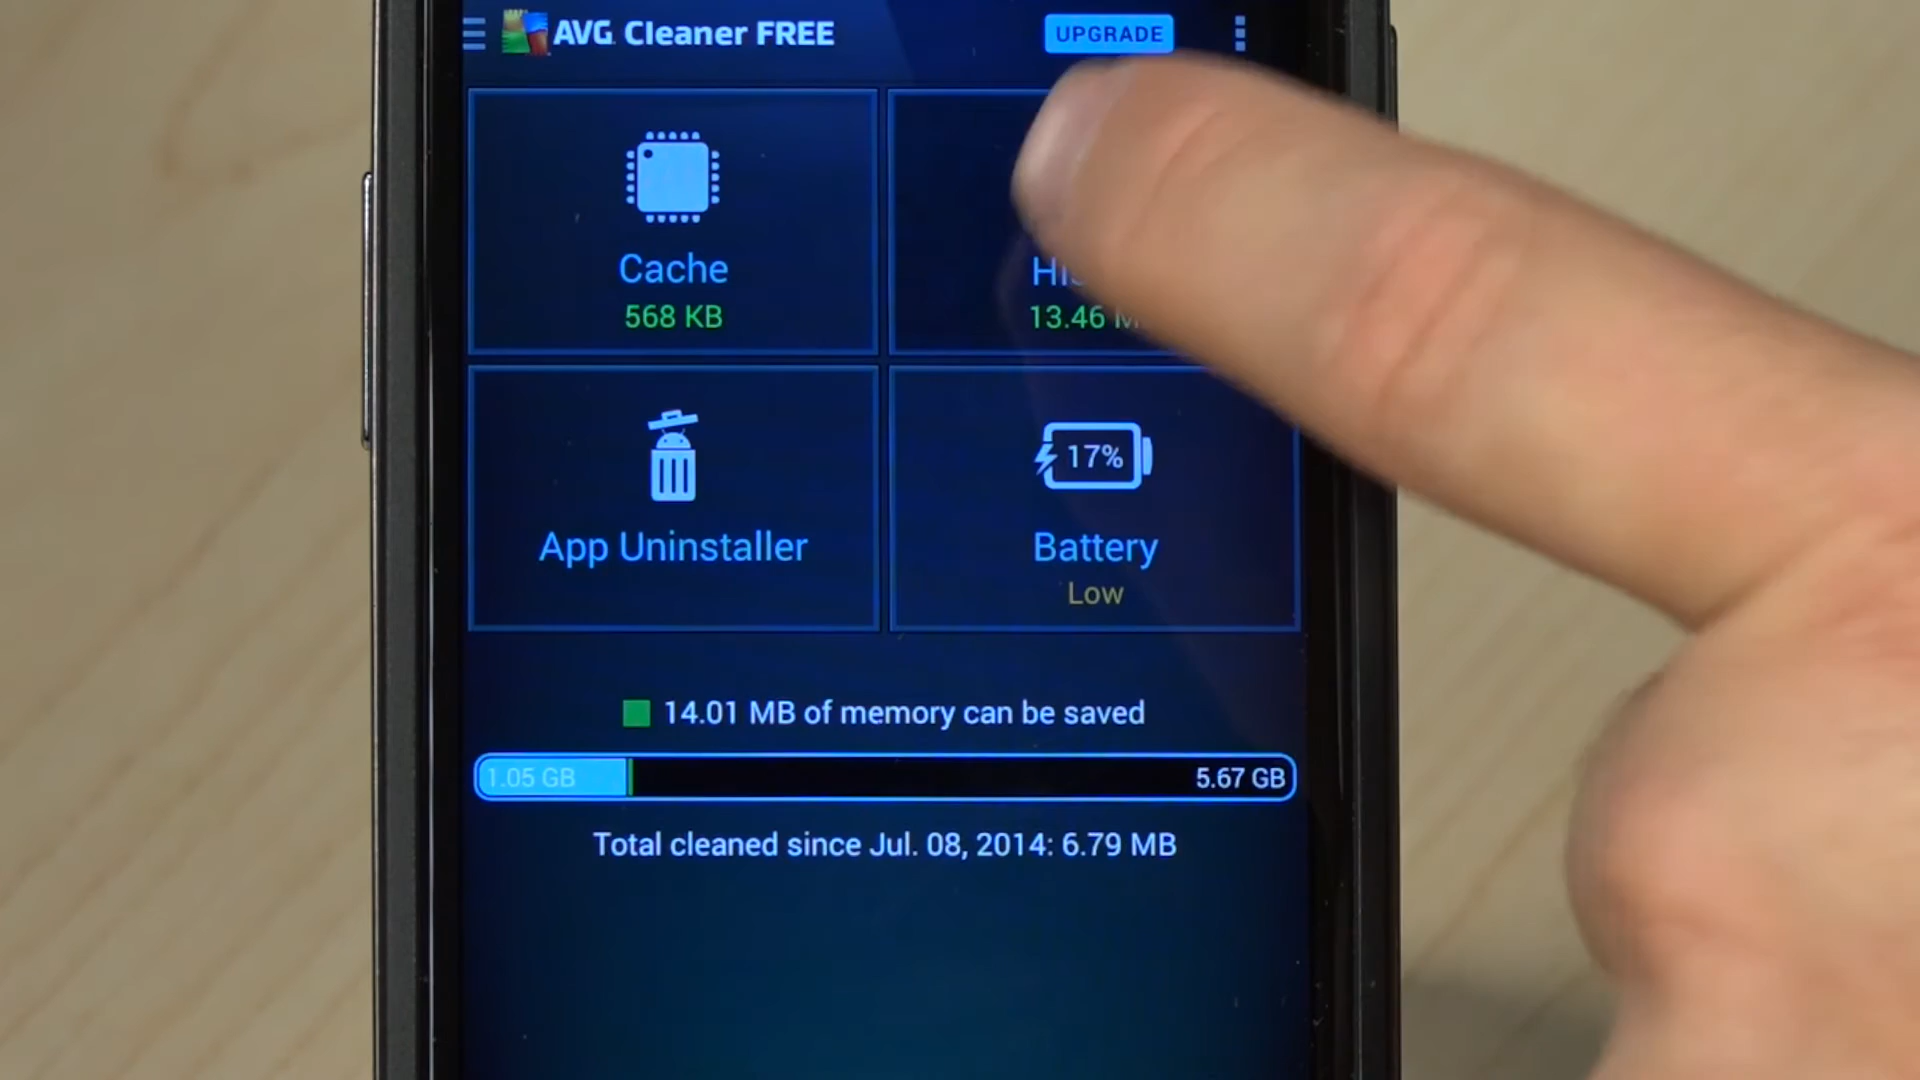 AVG Cleaner FREE
UPGRADE
Cache
568 KB
13.46
App Uninstaller
17%
Battery
Low
14.01 MB of memory can be saved
1.05 GB
5.67 GB
Total cleaned since Jul. 08, 2014: 6.79 MB